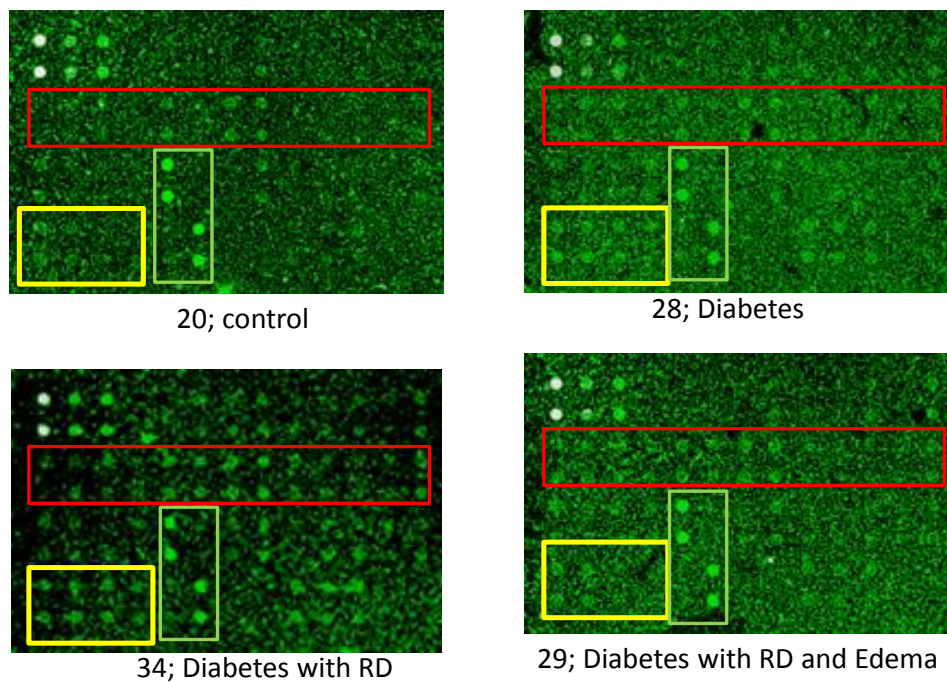 20; control
28; Diabetes
34; Diabetes with RD
29; Diabetes with RD and Edema